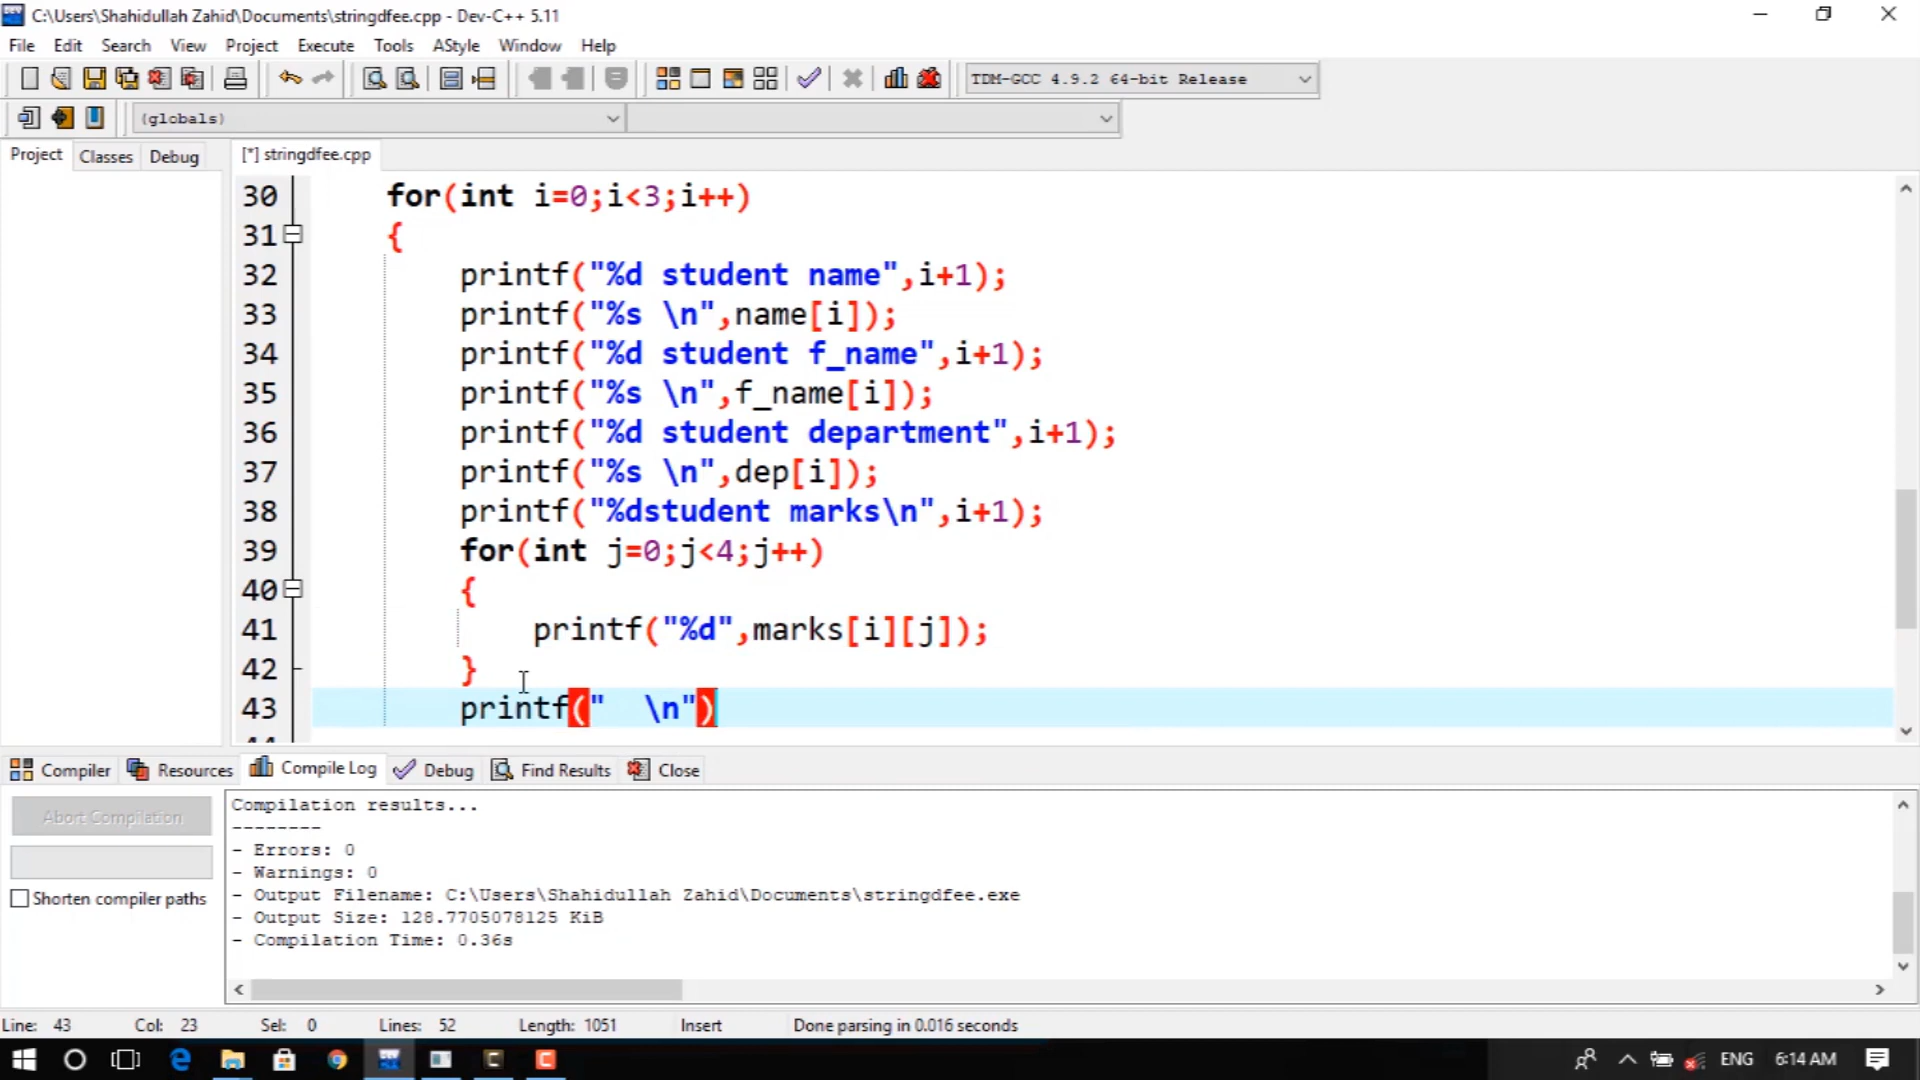 C:\Users\Shahidullah Zahid\Documents\stringdfee.cpp - Dev-C++ 5.11
File Edit Search View Project Execute Tools AStyle Window Help
TDM-GCC 4.9.2 64-bit Release
(globals)
Project Classes Debug [*] stringdfee.cpp
30 for(int i=0;i<3;i++)
31 {
32 printf("%d student name",i+1);
33 printf("%s \n",name[i]);
34 printf("%d student f_name",i+1);
35 printf("%s \n",f_name[i]);
36 printf("%d student department",i+1);
37 printf("%s \n",dep[i]);
38 printf("%dstudent marks\n",i+1);
39 for(int j=0;j<4;j++)
40 {
41 printf("%d",marks[i][j]);
42 }
43 printf("  \n")
Compiler Resources Compile Log Debug Find Results Close
Abort Compilation
Shorten compiler paths
Compilation results...
--------
- Errors: 0
- Warnings: 0
- Output Filename: C:\Users\Shahidullah Zahid\Documents\stringdfee.exe
- Output Size: 128.7705078125 KiB
- Compilation Time: 0.36s
Line: 43 Col: 23 Sel: 0 Lines: 52 Length: 1051 Insert Done parsing in 0.016 seconds
ENG 6:14 AM